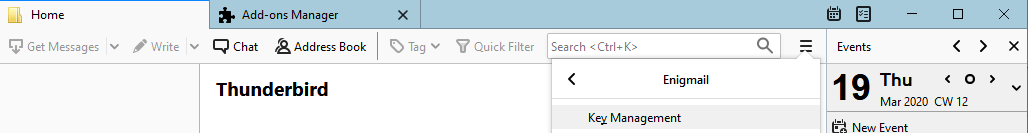 Home
Add-ons Manager
Get Messages
Write
Chat
Address Book
Tag
Quick Filter
Search <Ctrl+K>
Events
Enigmail
Thunderbird
Key Management
19
Thu
Mar 2020 CW 12
New Event